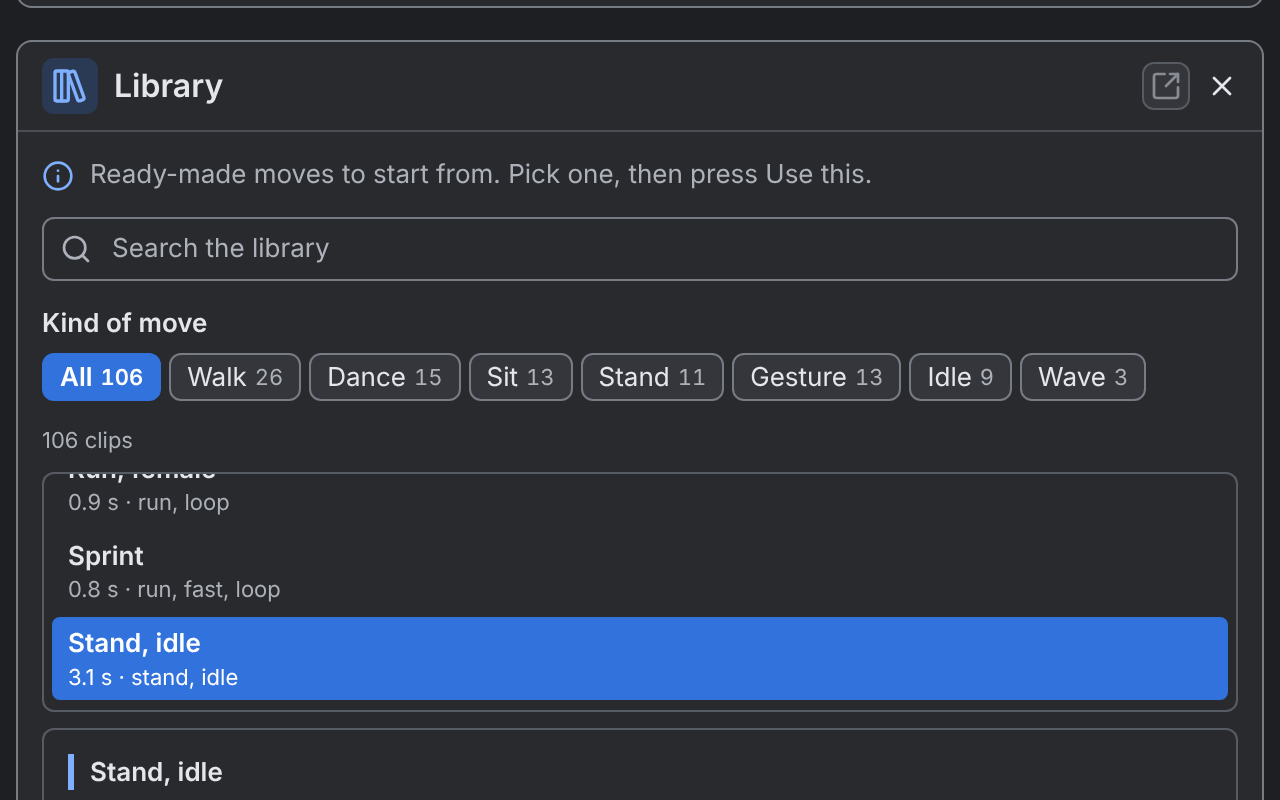 Library
Ready-made moves to start from. Pick one, then press Use this.
Search the library
Kind of move
All 106
Walk 26
Dance 15
Sit 13
Stand 11
Gesture 13
Idle 9
Wave 3
106 clips
Run, female
0.9 s · run, loop
Sprint
0.8 s · run, fast, loop
Stand, idle
3.1 s · stand, idle
Stand, idle